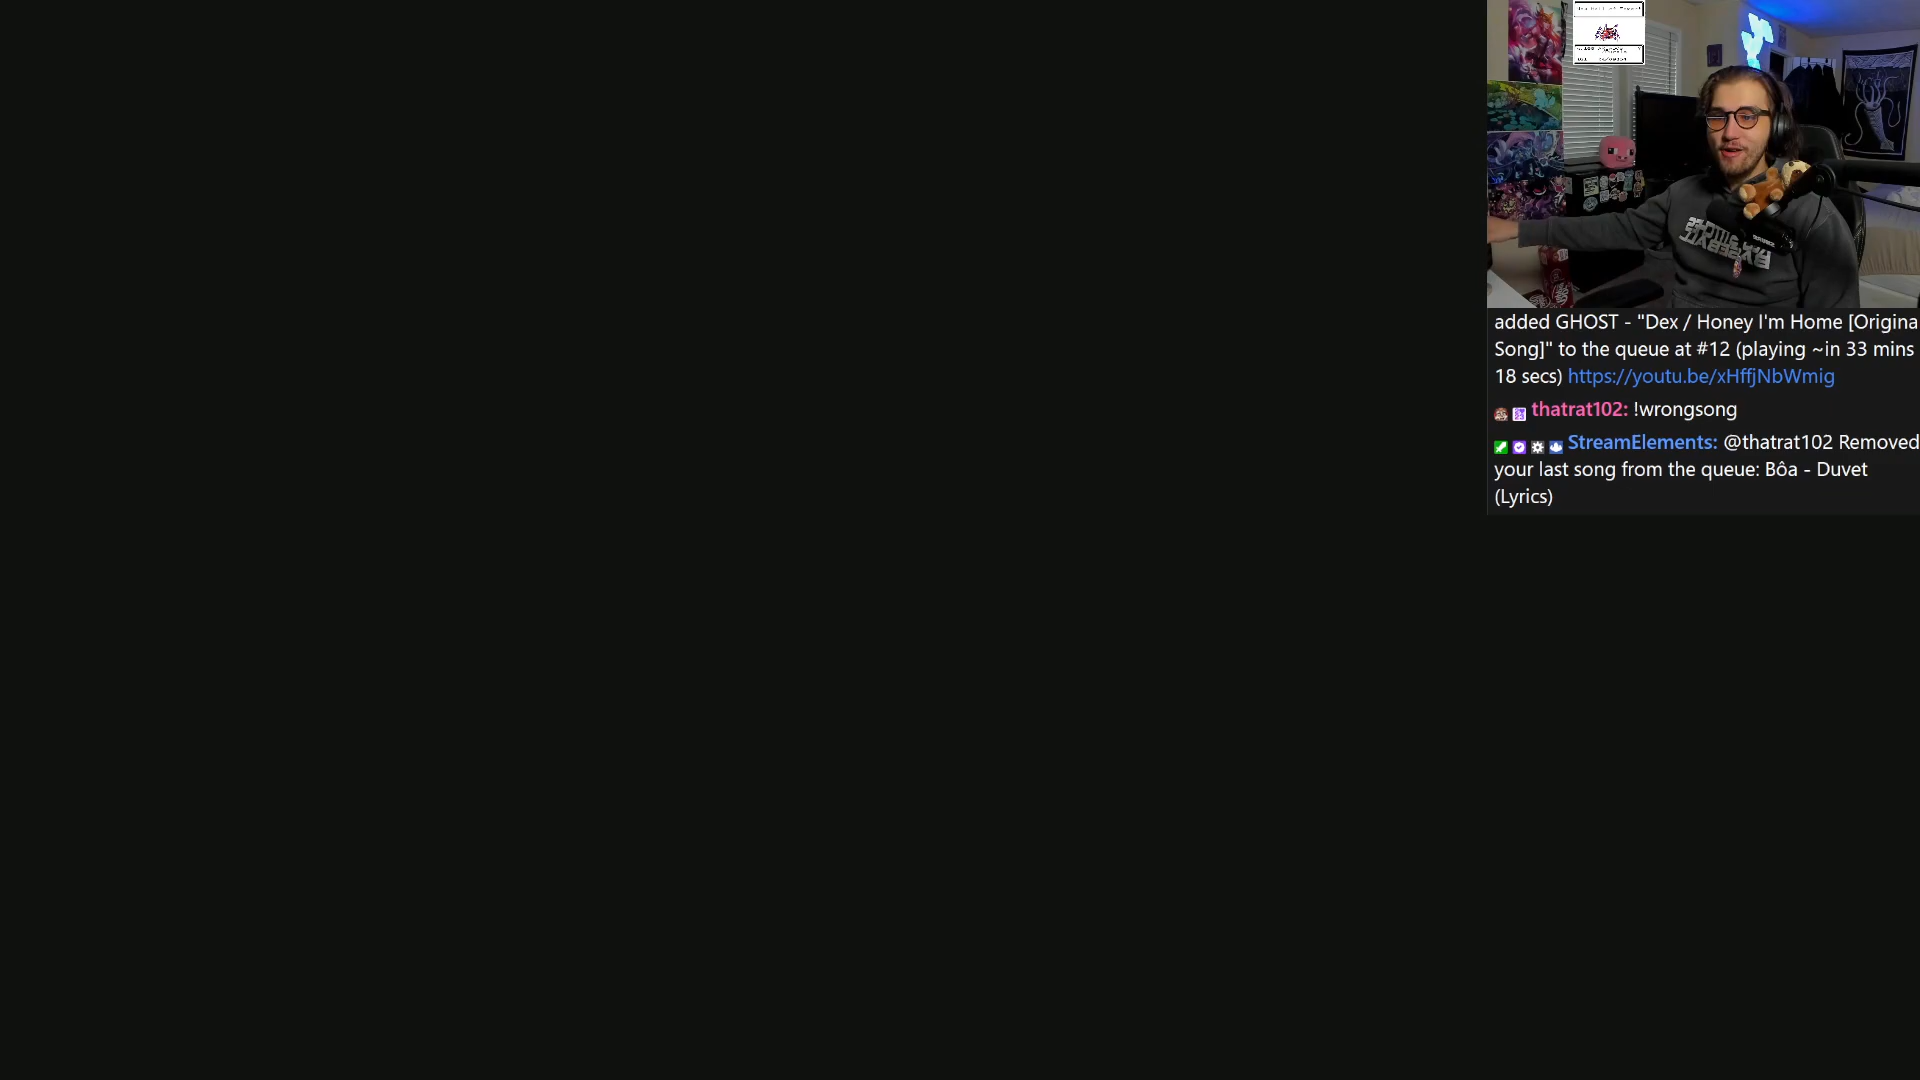 added GHOST - "Dex / Honey I'm Home [Origina
Song]" to the queue at #12 (playing ~in 33 mins
18 secs) https://youtu.be/xHffjNbWmig
thatrat102: !wrongsong
StreamElements: @thatrat102 Removed
your last song from the queue: Bôa - Duvet
(Lyrics)